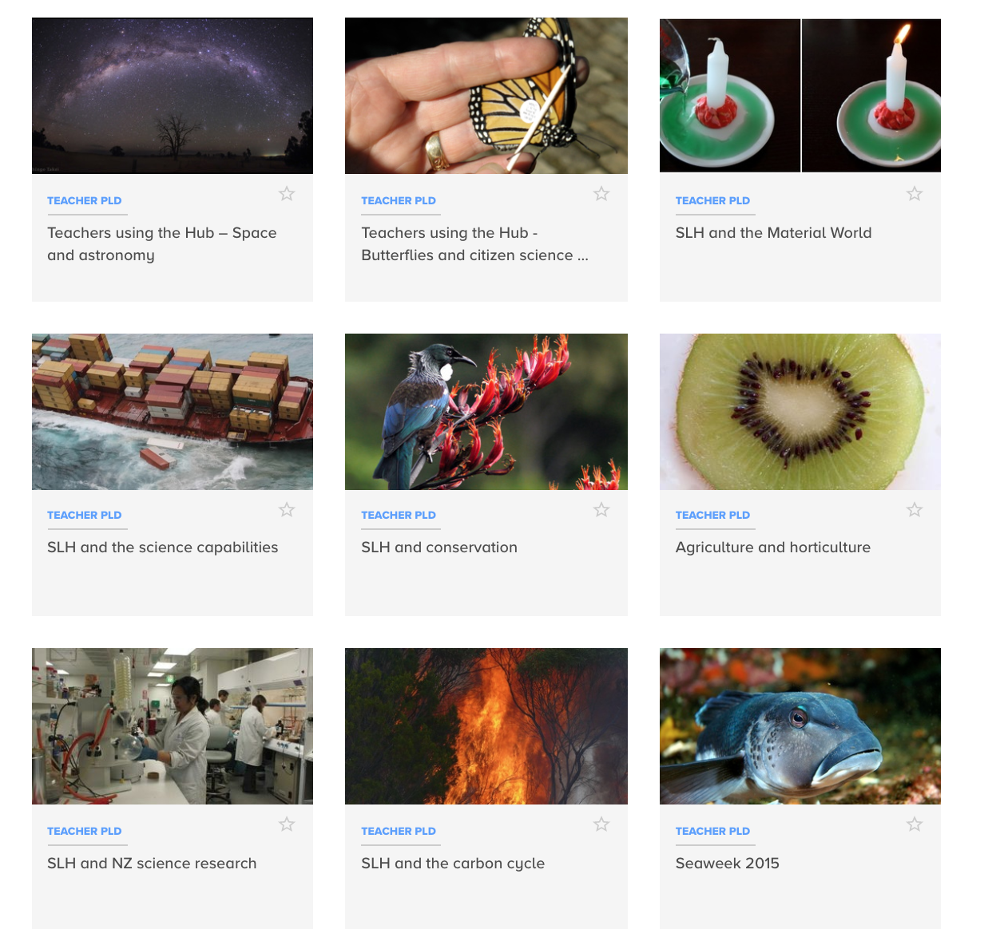 TEACHER PLD
Teachers using the Hub – Space
and astronomy
TEACHER PLD
Teachers using the Hub -
Butterflies and citizen science ...
TEACHER PLD
SLH and the Material World
TEACHER PLD
SLH and the science capabilities
TEACHER PLD
SLH and conservation
TEACHER PLD
Agriculture and horticulture
TEACHER PLD
SLH and NZ science research
TEACHER PLD
SLH and the carbon cycle
TEACHER PLD
Seaweek 2015